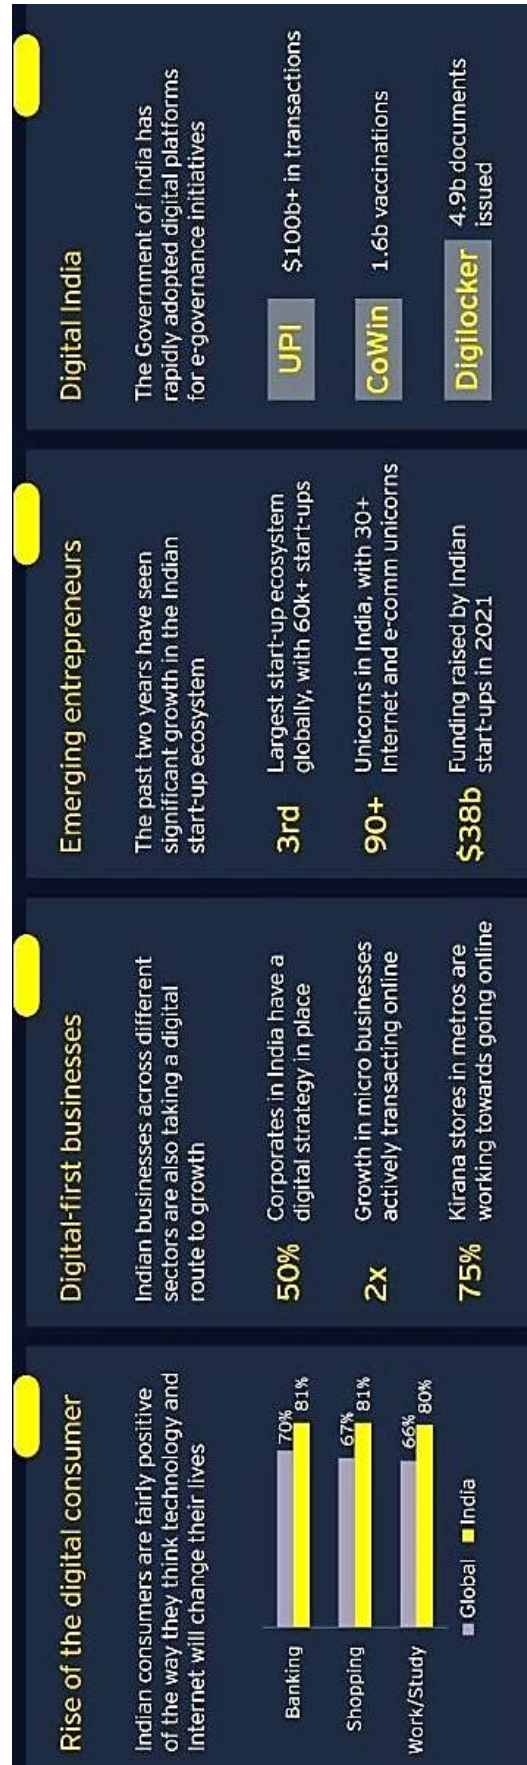 Rise of the digital consumer
Indian consumers are fairly positive
of the way they think technology and
Internet will change their lives
Banking
70%
81%
Shopping
67%
81%
Work/Study
66%
80%
Global
India
Digital-first businesses
Indian businesses across different
sectors are also taking a digital
route to growth
50%
Corporates in India have a
digital strategy in place
2x
Growth in micro businesses
actively transacting online
75%
Kirana stores in metros are
working towards going online
Emerging entrepreneurs
The past two years have seen
significant growth in the Indian
start-up ecosystem
3rd
Largest start-up ecosystem
globally, with 60k+ start-ups
90+
Unicorns in India, with 30+
Internet and e-comm unicorns
$38b
Funding raised by Indian
start-ups in 2021
Digital India
The Government of India has
rapidly adopted digital platforms
for e-governance initiatives
UPI
$100b+ in transactions
CoWin
1.6b vaccinations
Digilocker
4.9b documents
issued